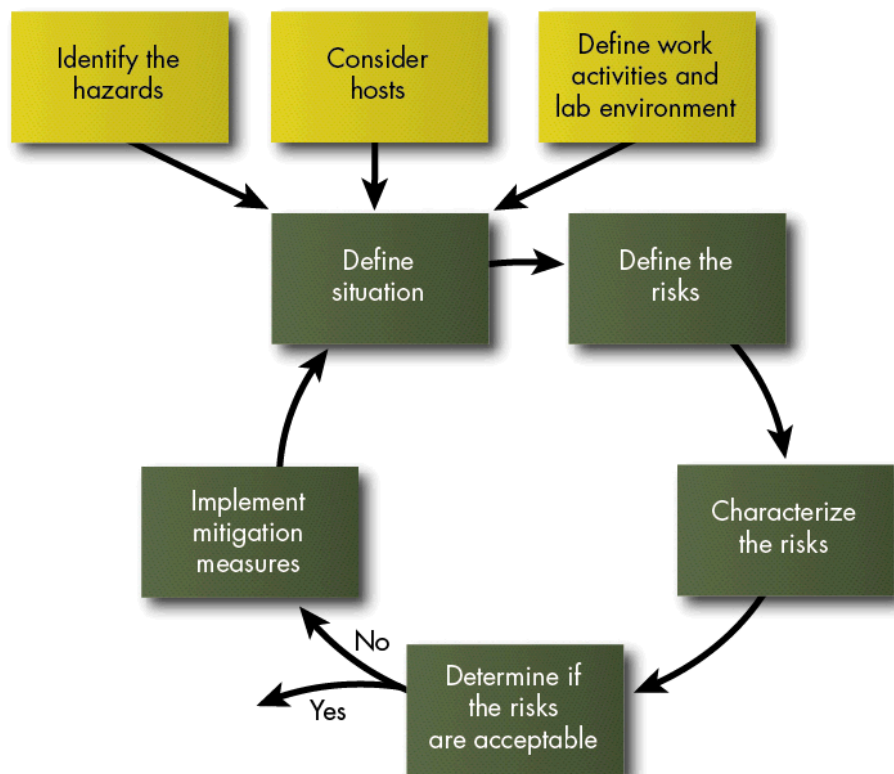 Identify the
hazards
Consider
hosts
Define work
activities and
lab environment
Define
situation
Define the
risks
Implement
mitigation
measures
Characterize
the risks
No
Yes
Determine if
the risks
are acceptable